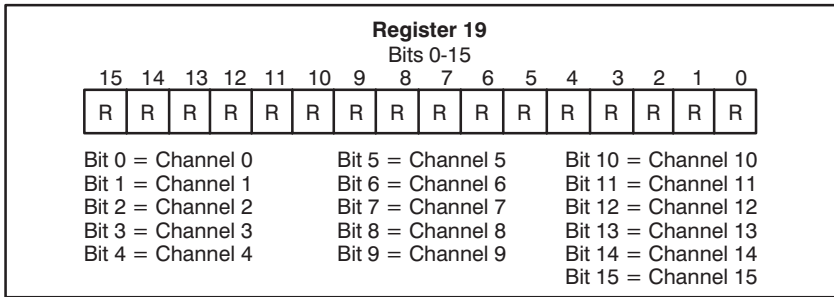 Register 19
Bits 0-15
15 14 13 12 11 10 9 8 7 6 5 4 3 2 1 0
R R R R R R R R R R R R R R R R
Bit 0 = Channel 0 Bit 5 = Channel 5 Bit 10 = Channel 10
Bit 1 = Channel 1 Bit 6 = Channel 6 Bit 11 = Channel 11
Bit 2 = Channel 2 Bit 7 = Channel 7 Bit 12 = Channel 12
Bit 3 = Channel 3 Bit 8 = Channel 8 Bit 13 = Channel 13
Bit 4 = Channel 4 Bit 9 = Channel 9 Bit 14 = Channel 14
Bit 15 = Channel 15